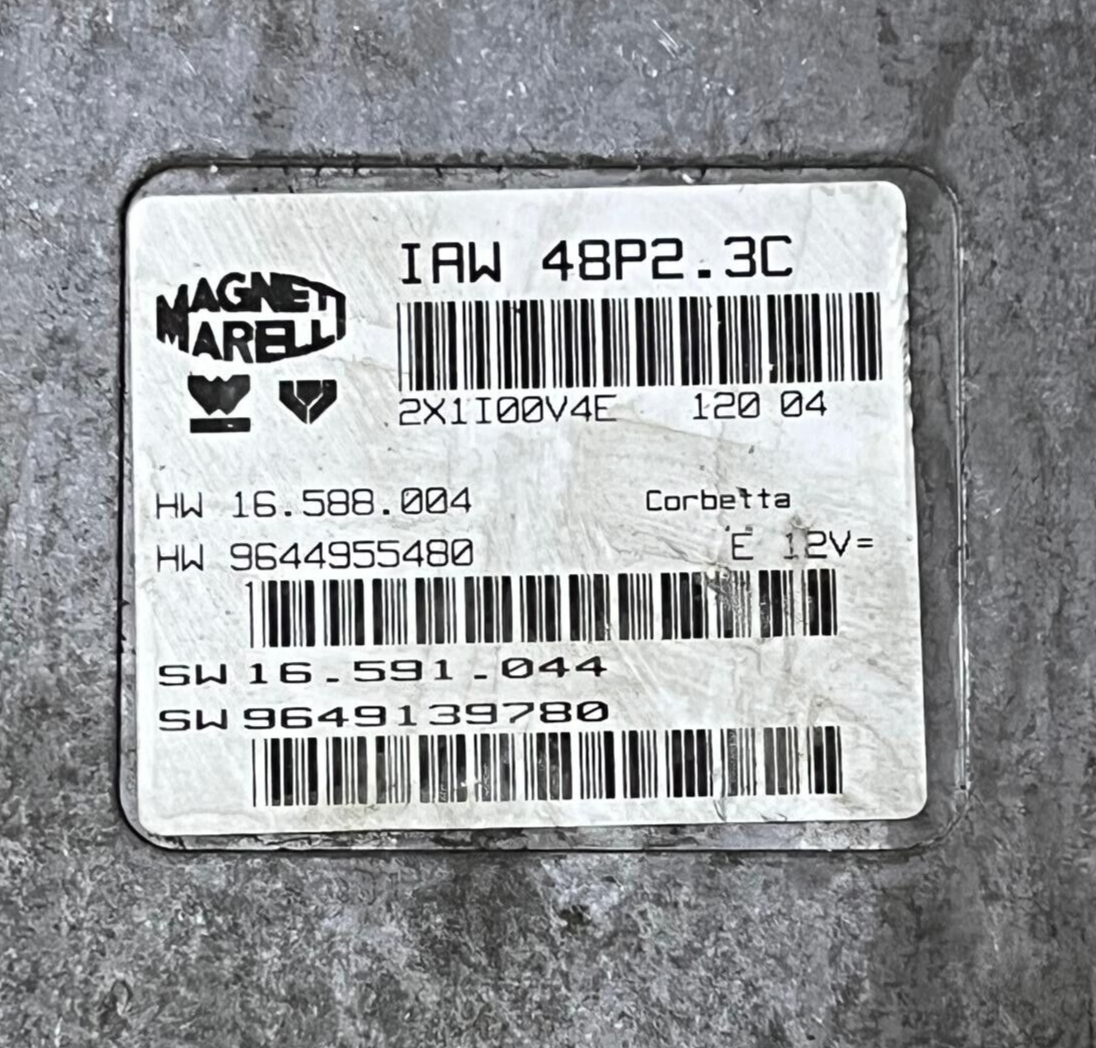 IAW 48P2.3C
MAGNETI
MARELLI
2X1I00V4E 120 04
HW 16.588.004 Corbetta
HW 9644955480 E 12V=
SW 16.591.044
SW 9649139780